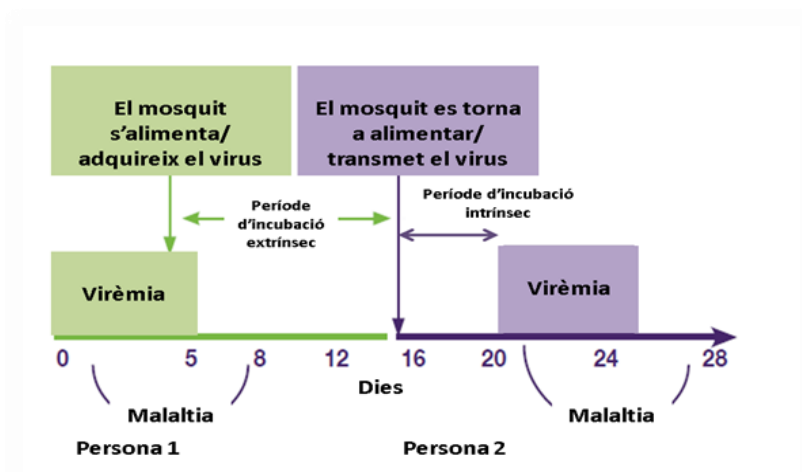 El mosquit
s’alimenta/
adquireix el virus
El mosquit es torna
a alimentar/
transmet el virus
Període
d’incubació
extrínsec
Període d’incubació
intrínsec
Virèmia
Virèmia
0 5 8 12 16 20 24 28
Dies
Malaltia Malaltia
Persona 1 Persona 2